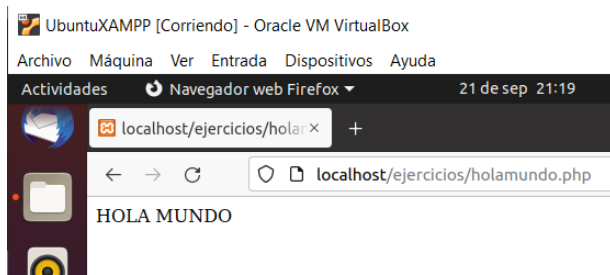 UbuntuXAMPP [Corriendo] - Oracle VM VirtualBox
Archivo Máquina Ver Entrada Dispositivos Ayuda
Actividades Navegador web Firefox 21 de sep 21:19
localhost/ejercicios/holar
localhost/ejercicios/holamundo.php
HOLA MUNDO